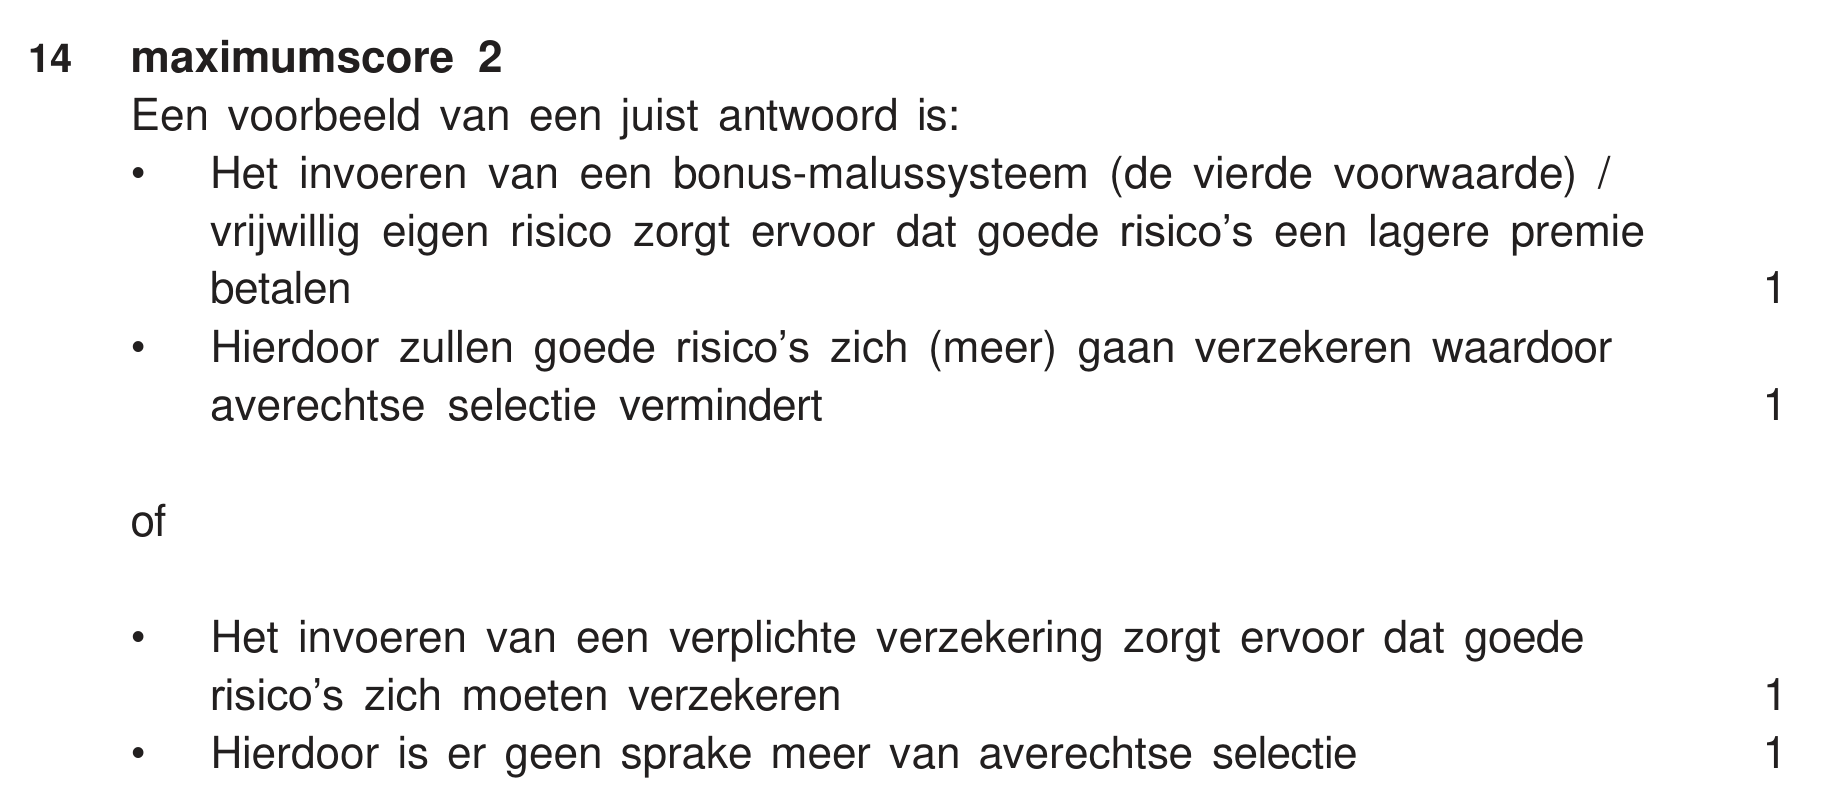 14 maximumscore 2
Een voorbeeld van een juist antwoord is:
• Het invoeren van een bonus-malussysteem (de vierde voorwaarde) /
vrijwillig eigen risico zorgt ervoor dat goede risico’s een lagere premie
betalen 1
• Hierdoor zullen goede risico’s zich (meer) gaan verzekeren waardoor
averechtse selectie vermindert 1
of
• Het invoeren van een verplichte verzekering zorgt ervoor dat goede
risico’s zich moeten verzekeren 1
• Hierdoor is er geen sprake meer van averechtse selectie 1